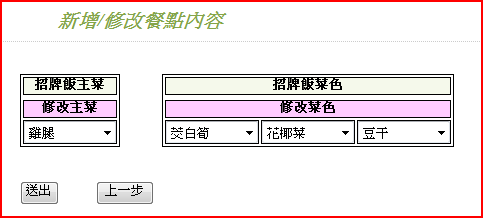 新增/修改餐點內容
招牌飯主菜
修改主菜
雞腿
招牌飯菜色
修改菜色
茭白筍 花椰菜 豆干
送出 上一步